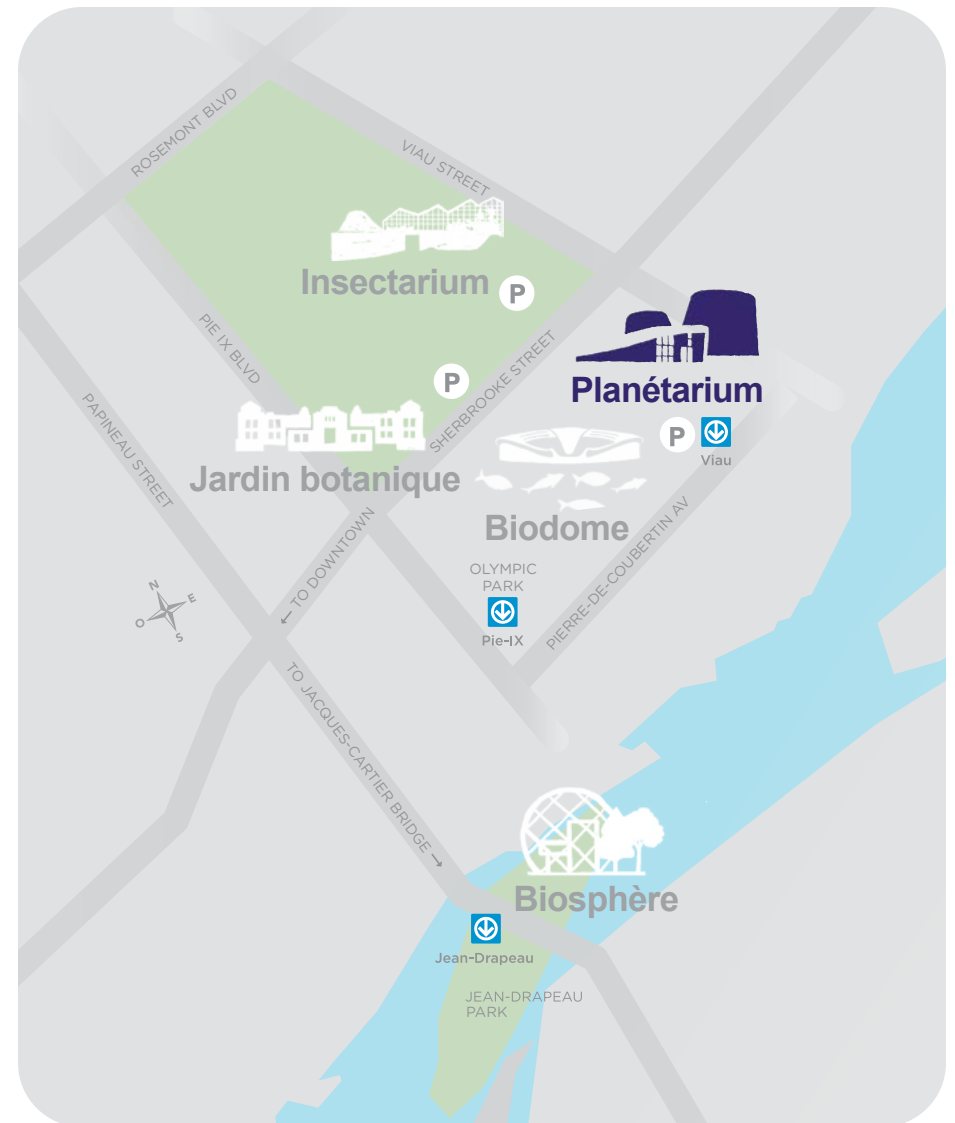 ROSEMONT BLVD
VIAU STREET
Insectarium
P
PIE IX BLVD
SHERBROOKE STREET
P
Planétarium
PAPINEAU STREET
P
Viau
Jardin botanique
Biodome
PIERRE-DE-COUBERTIN AV
← TO DOWNTOWN
OLYMPIC
PARK
Pie-IX
N
E
O
S
TO JACQUES-CARTIER BRIDGE →
Biosphère
Jean-Drapeau
JEAN-DRAPEAU
PARK